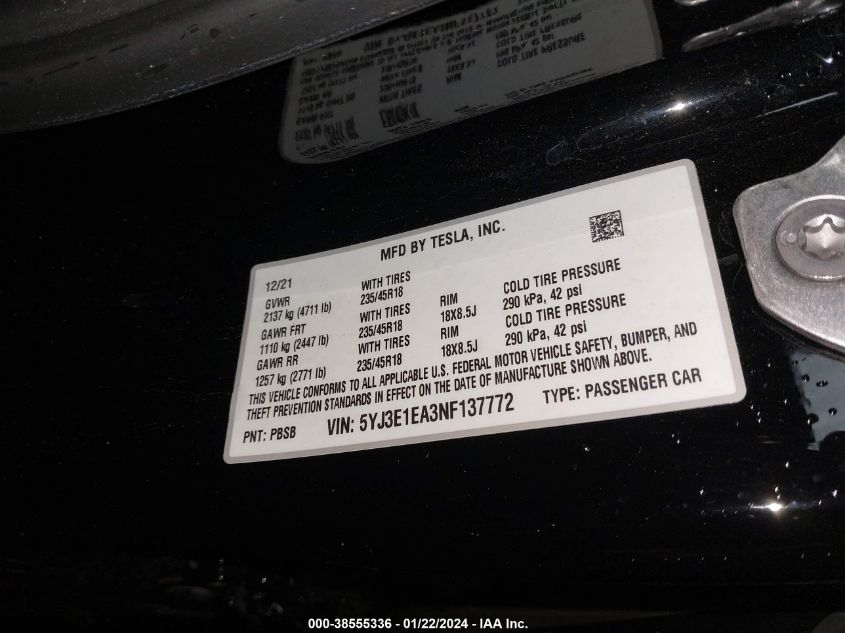 MFD BY TESLA, INC.
12/21
GVWR WITH TIRES
2137 kg (4711 lb) 235/45R18 RIM COLD TIRE PRESSURE
GAWR FRT WITH TIRES 18X8.5J 290 kPa, 42 psi
1110 kg (2447 lb) 235/45R18 RIM COLD TIRE PRESSURE
GAWR RR WITH TIRES 18X8.5J 290 kPa, 42 psi
1257 kg (2771 lb) 235/45R18
THIS VEHICLE CONFORMS TO ALL APPLICABLE U.S. FEDERAL MOTOR VEHICLE SAFETY, BUMPER, AND
THEFT PREVENTION STANDARDS IN EFFECT ON THE DATE OF MANUFACTURE SHOWN ABOVE.
PNT: PBSB VIN: 5YJ3E1EA3NF137772 TYPE: PASSENGER CAR
000-38555336 - 01/22/2024 - IAA Inc.